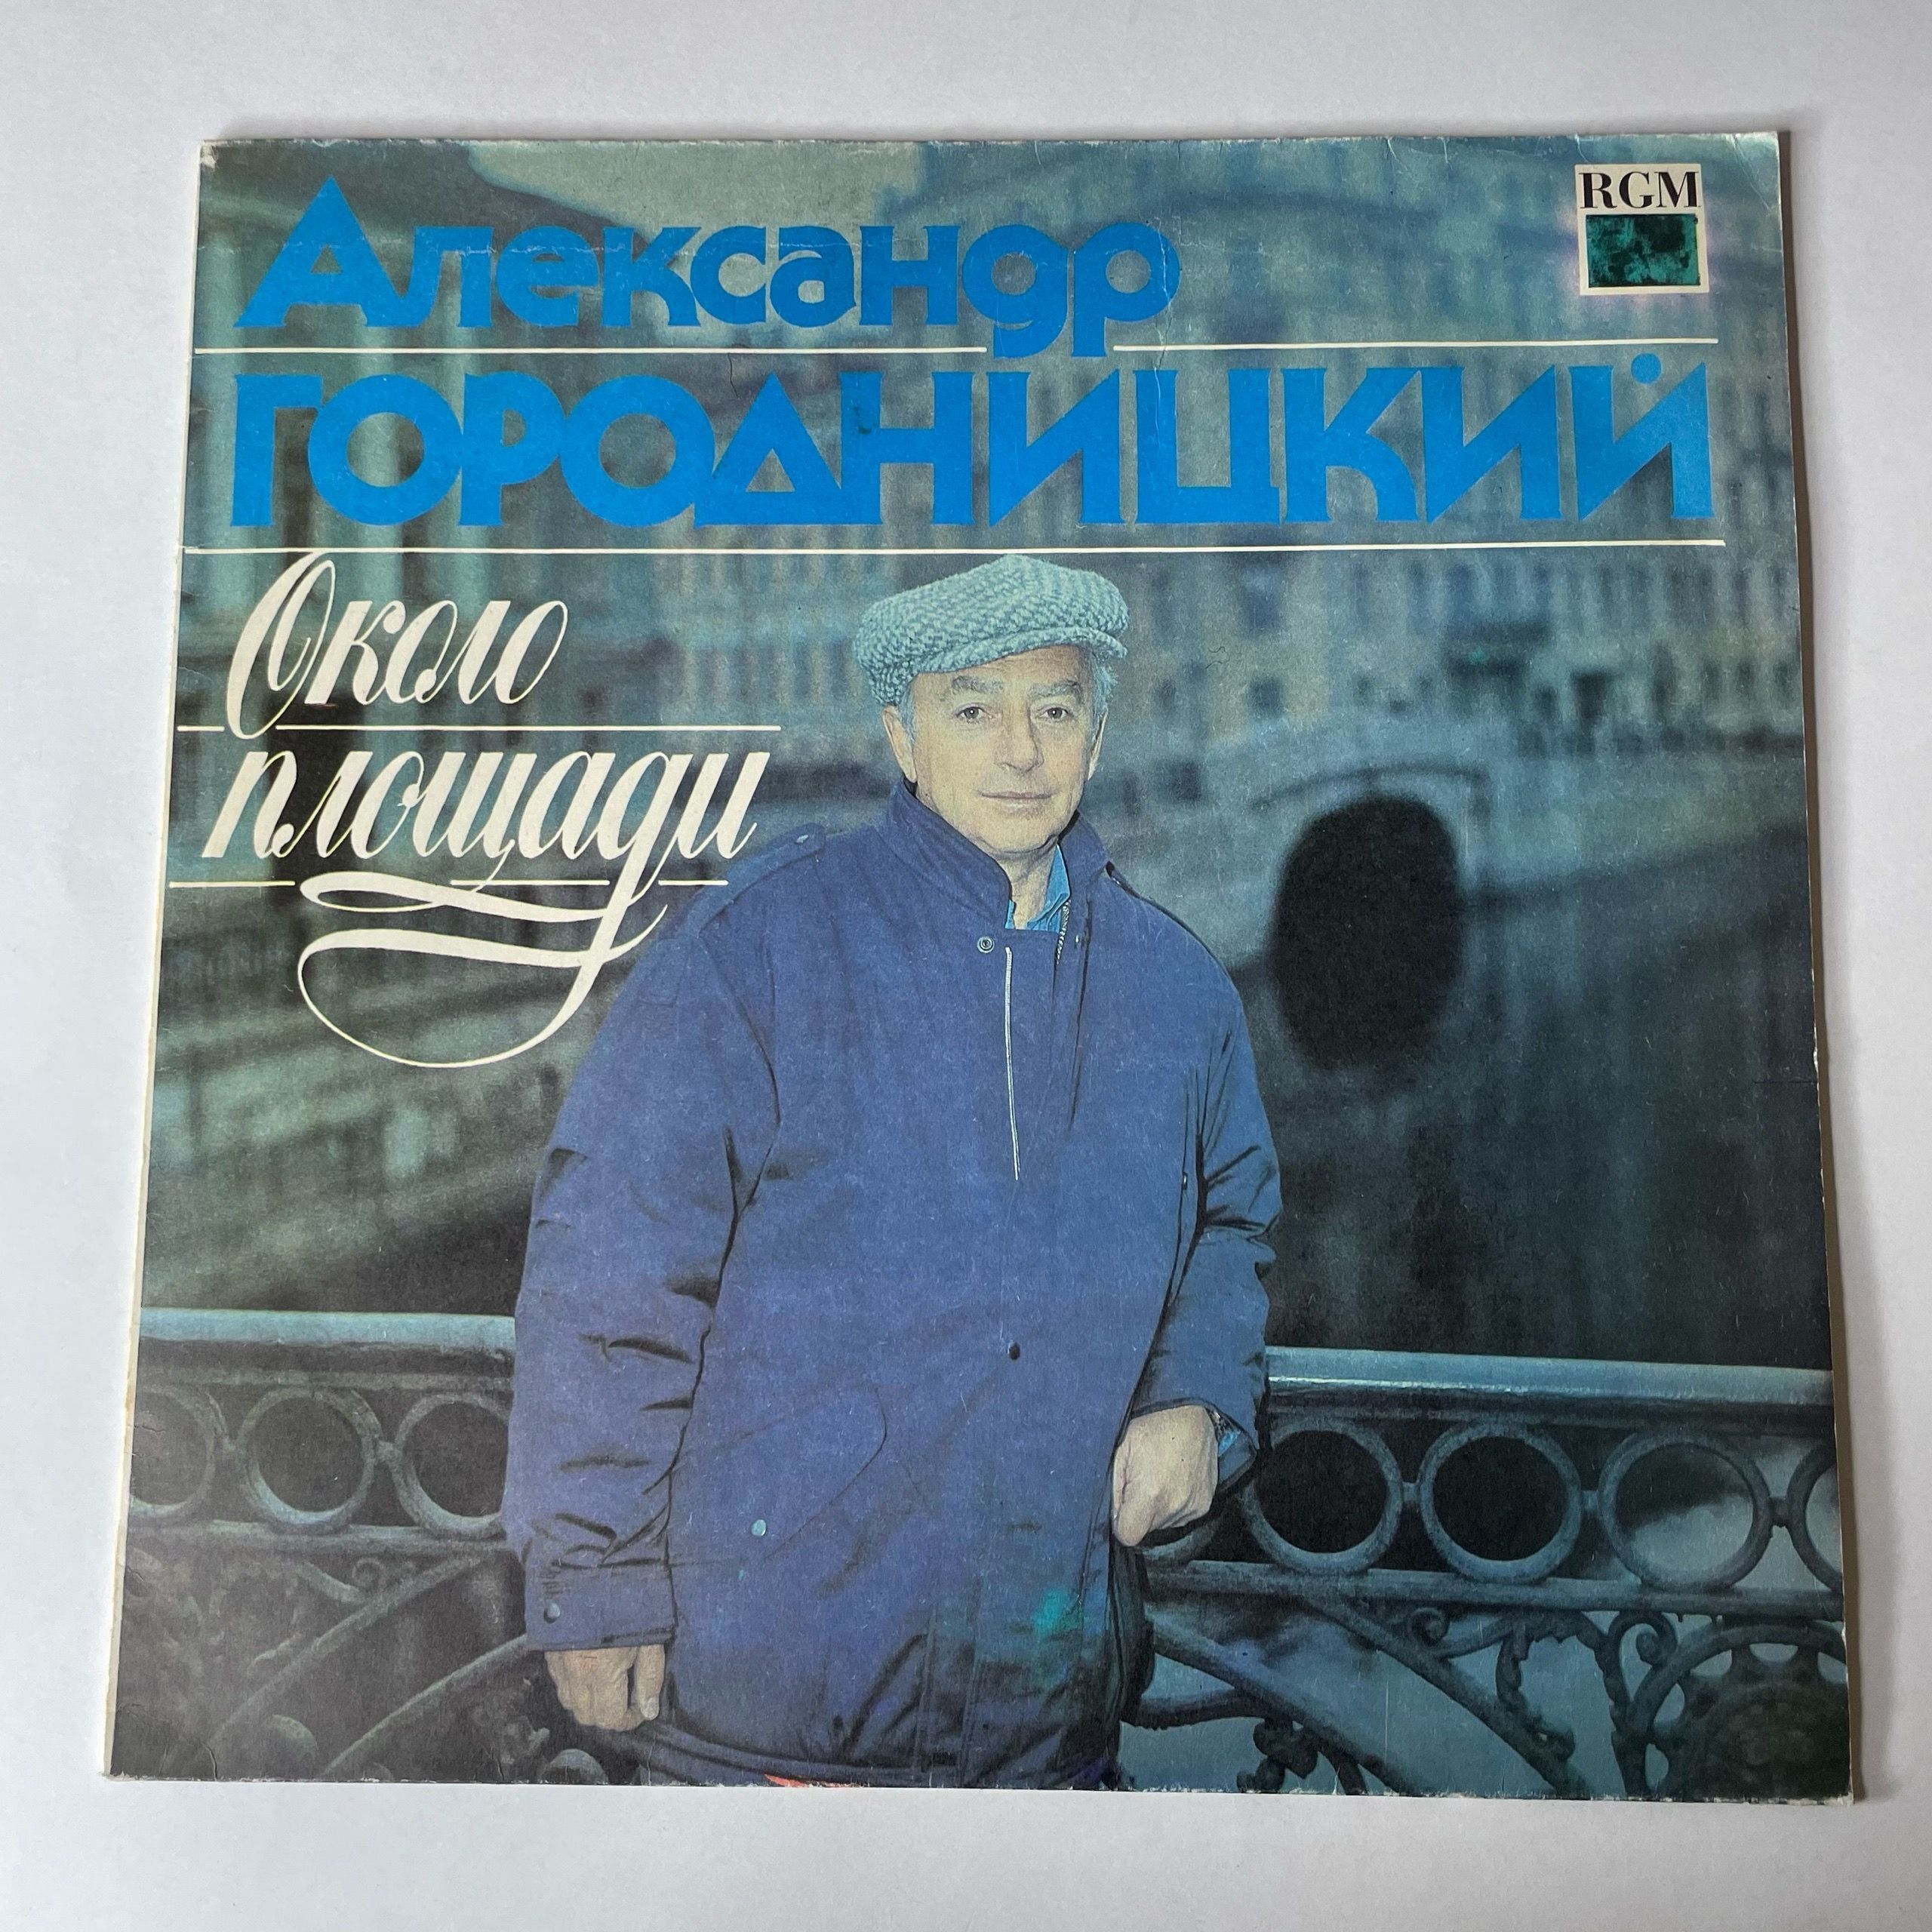 RGM
Александр
ГОРОДНИЦКИЙ
Около
площади